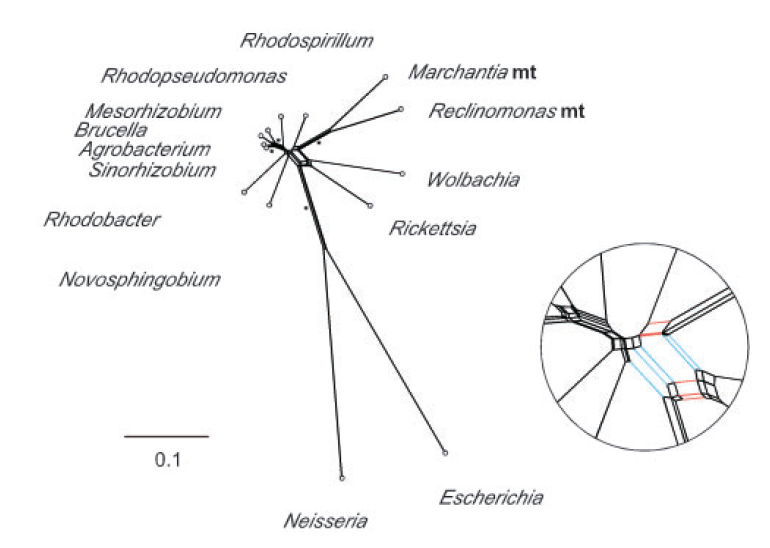 Rhodospirillum
Rhodopseudomonas
Marchantia mt
Mesorhizobium
Reclinomonas mt
Brucella
Agrobacterium
Sinorhizobium
Wolbachia
Rhodobacter
Rickettsia
Novosphingobium
0.1
Escherichia
Neisseria